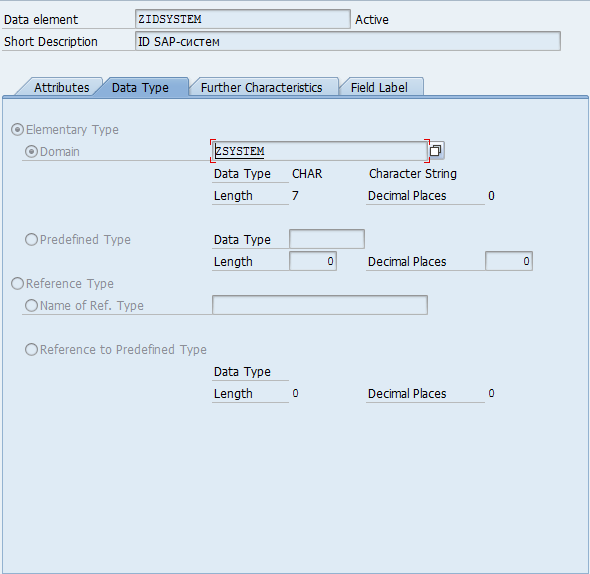 Data element ZIDSYSTEM Active
Short Description ID SAP-систем
Attributes Data Type Further Characteristics Field Label
Elementary Type
Domain ZSYSTEM
Data Type CHAR Character String
Length 7 Decimal Places 0
Predefined Type Data Type
Length 0 Decimal Places 0
Reference Type
Name of Ref. Type
Reference to Predefined Type
Data Type
Length 0 Decimal Places 0